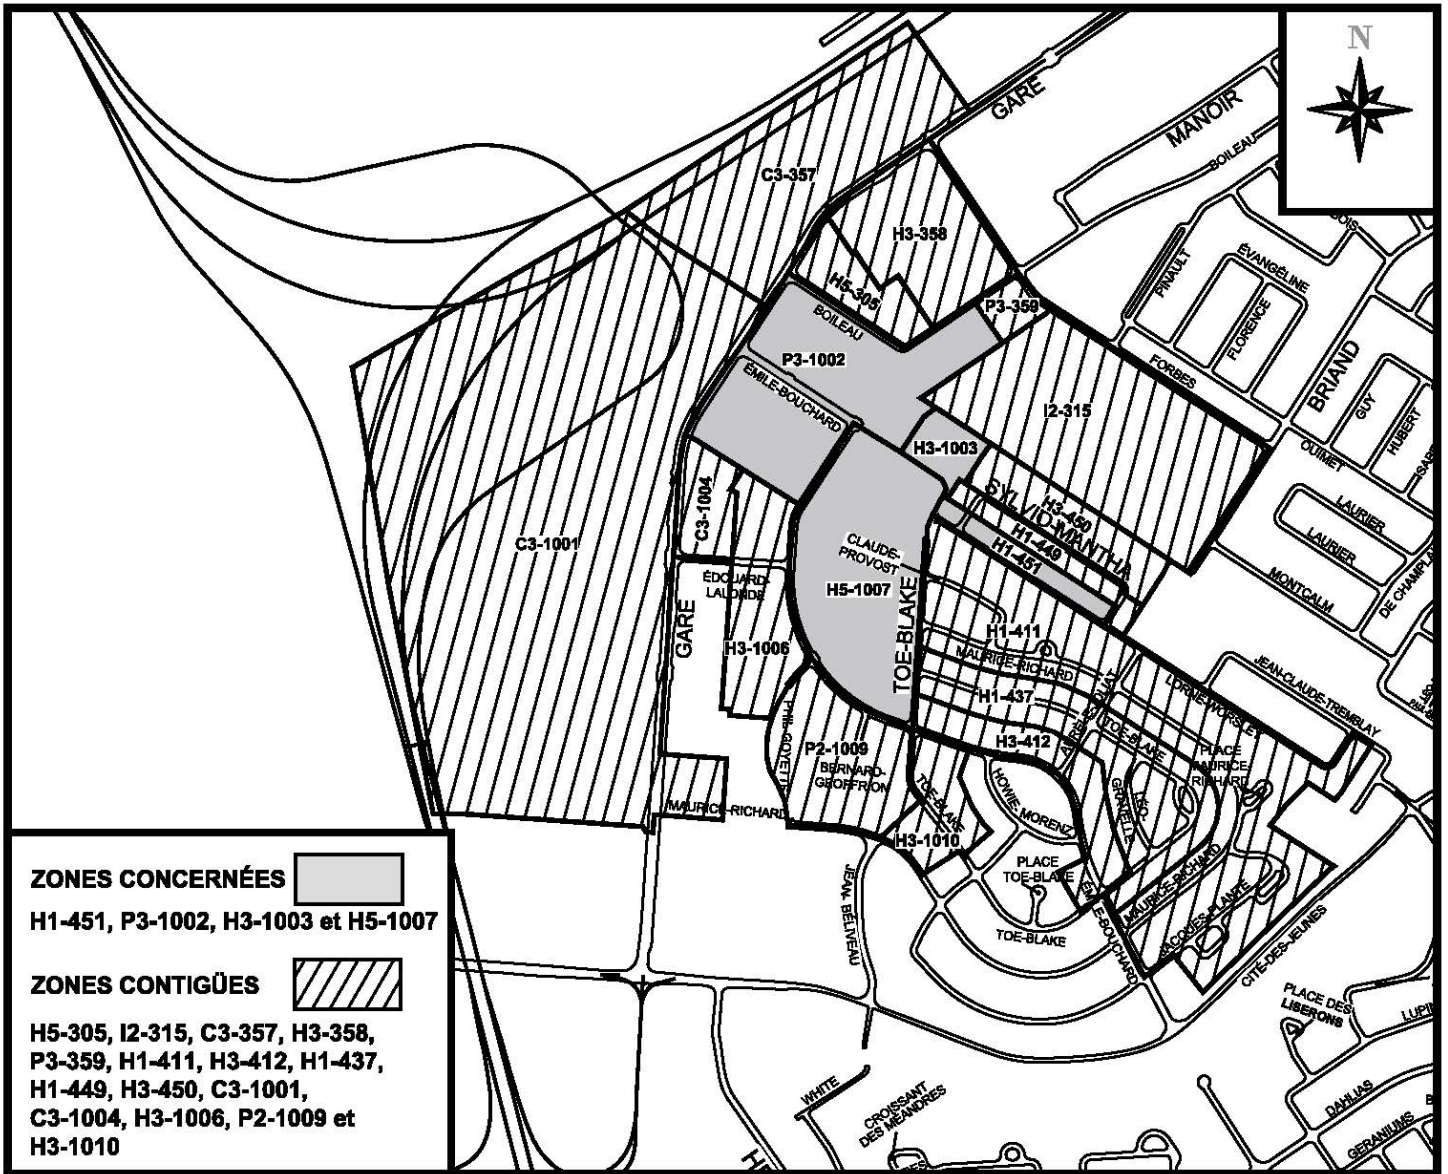 N
GARE
MANOIR
BOILEAU
C3-357
H3-358
PINAULT
ÉVANGÉLINE
H5-305
P3-359
FLORENCE
BOILEAU
P3-1002
FORBES
BRIAND
ÉMILE-BOUCHARD
I2-315
GUY
HUBERT
H3-1003
OUIMET
C3-1004
SYLVIO-MANTHA
H3-450
LAURIER
C3-1001
CLAUDE-
PROVOST
H1-449
H1-451
LAURIER
ÉDOUARD-
LALONDE
H5-1007
MONTCALM
GARE
TOE-BLAKE
H1-411
H3-1006
MAURICE-RICHARD
LORNE-WORSLEY
JEAN-CLAUDE-TREMBLAY
H1-437
PHIL-GOYETTE
P2-1009
H3-412
TOE-BLAKE
PLACE
MAURICE-
RICHARD
BERNARD-
GEOFFRION
TOE-BLAKE
HOWIE-MORENZ
LÉO-
GRAVELLE
MAURICE-RICHARD
H3-1010
PLACE
TOE-BLAKE
MAURICE-RICHARD
JEAN BÉLIVEAU
ÉMILE-BOUCHARD
JACQUES-PLANTE
TOE-BLAKE
CITÉ-DES-JEUNES
PLACE DES
LISERONS
WHITE
CROISSANT
DES MÉANDRES
DAHLIAS
GERANIUMS
ZONES CONCERNÉES
H1-451, P3-1002, H3-1003 et H5-1007
ZONES CONTIGÜES
H5-305, I2-315, C3-357, H3-358,
P3-359, H1-411, H3-412, H1-437,
H1-449, H3-450, C3-1001,
C3-1004, H3-1006, P2-1009 et
H3-1010